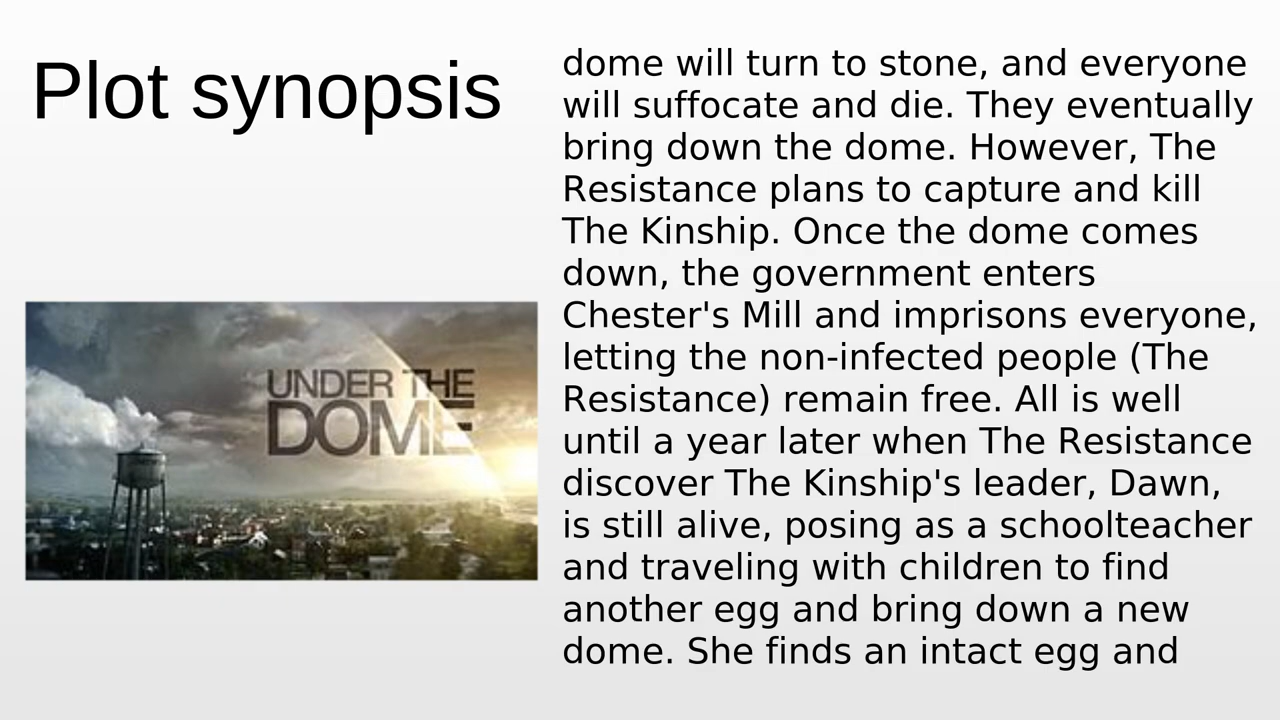 Plot synopsis
UNDER THE
DOME
dome will turn to stone, and everyone
will suffocate and die. They eventually
bring down the dome. However, The
Resistance plans to capture and kill
The Kinship. Once the dome comes
down, the government enters
Chester's Mill and imprisons everyone,
letting the non-infected people (The
Resistance) remain free. All is well
until a year later when The Resistance
discover The Kinship's leader, Dawn,
is still alive, posing as a schoolteacher
and traveling with children to find
another egg and bring down a new
dome. She finds an intact egg and